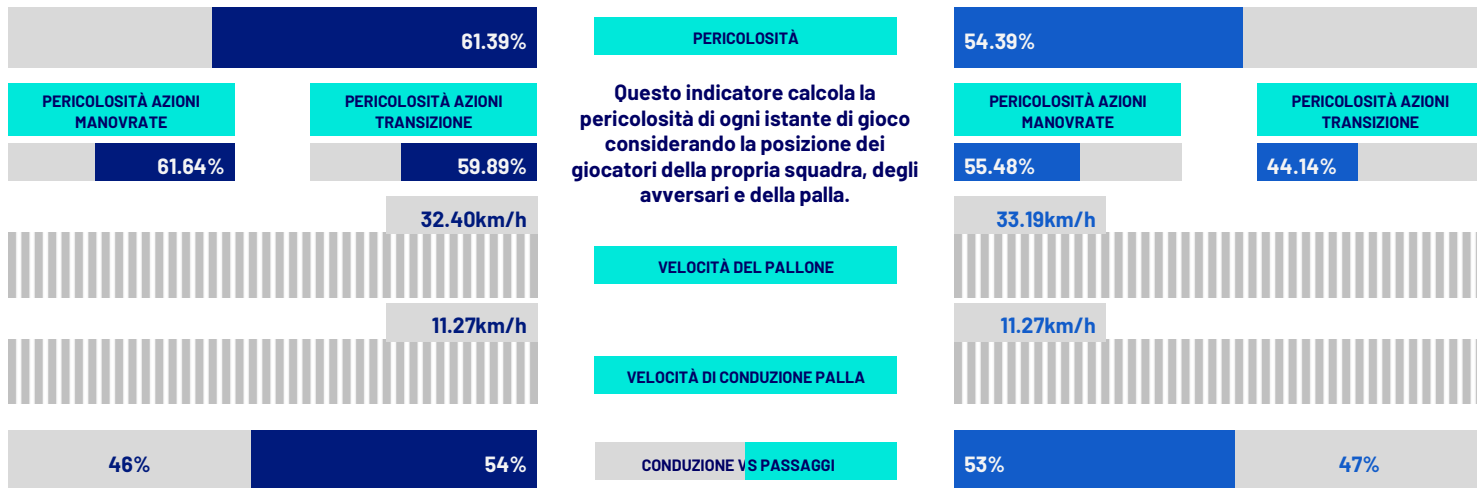 61.39%
PERICOLOSITÀ
54.39%
PERICOLOSITÀ AZIONI
MANOVRATE
PERICOLOSITÀ AZIONI
TRANSIZIONE
61.64%
59.89%
Questo indicatore calcola la
pericolosità di ogni istante di gioco
considerando la posizione dei
giocatori della propria squadra, degli
avversari e della palla.
PERICOLOSITÀ AZIONI
MANOVRATE
PERICOLOSITÀ AZIONI
TRANSIZIONE
55.48%
44.14%
32.40km/h
VELOCITÀ DEL PALLONE
33.19km/h
11.27km/h
VELOCITÀ DI CONDUZIONE PALLA
11.27km/h
46%
54%
CONDUZIONE VS PASSAGGI
53%
47%